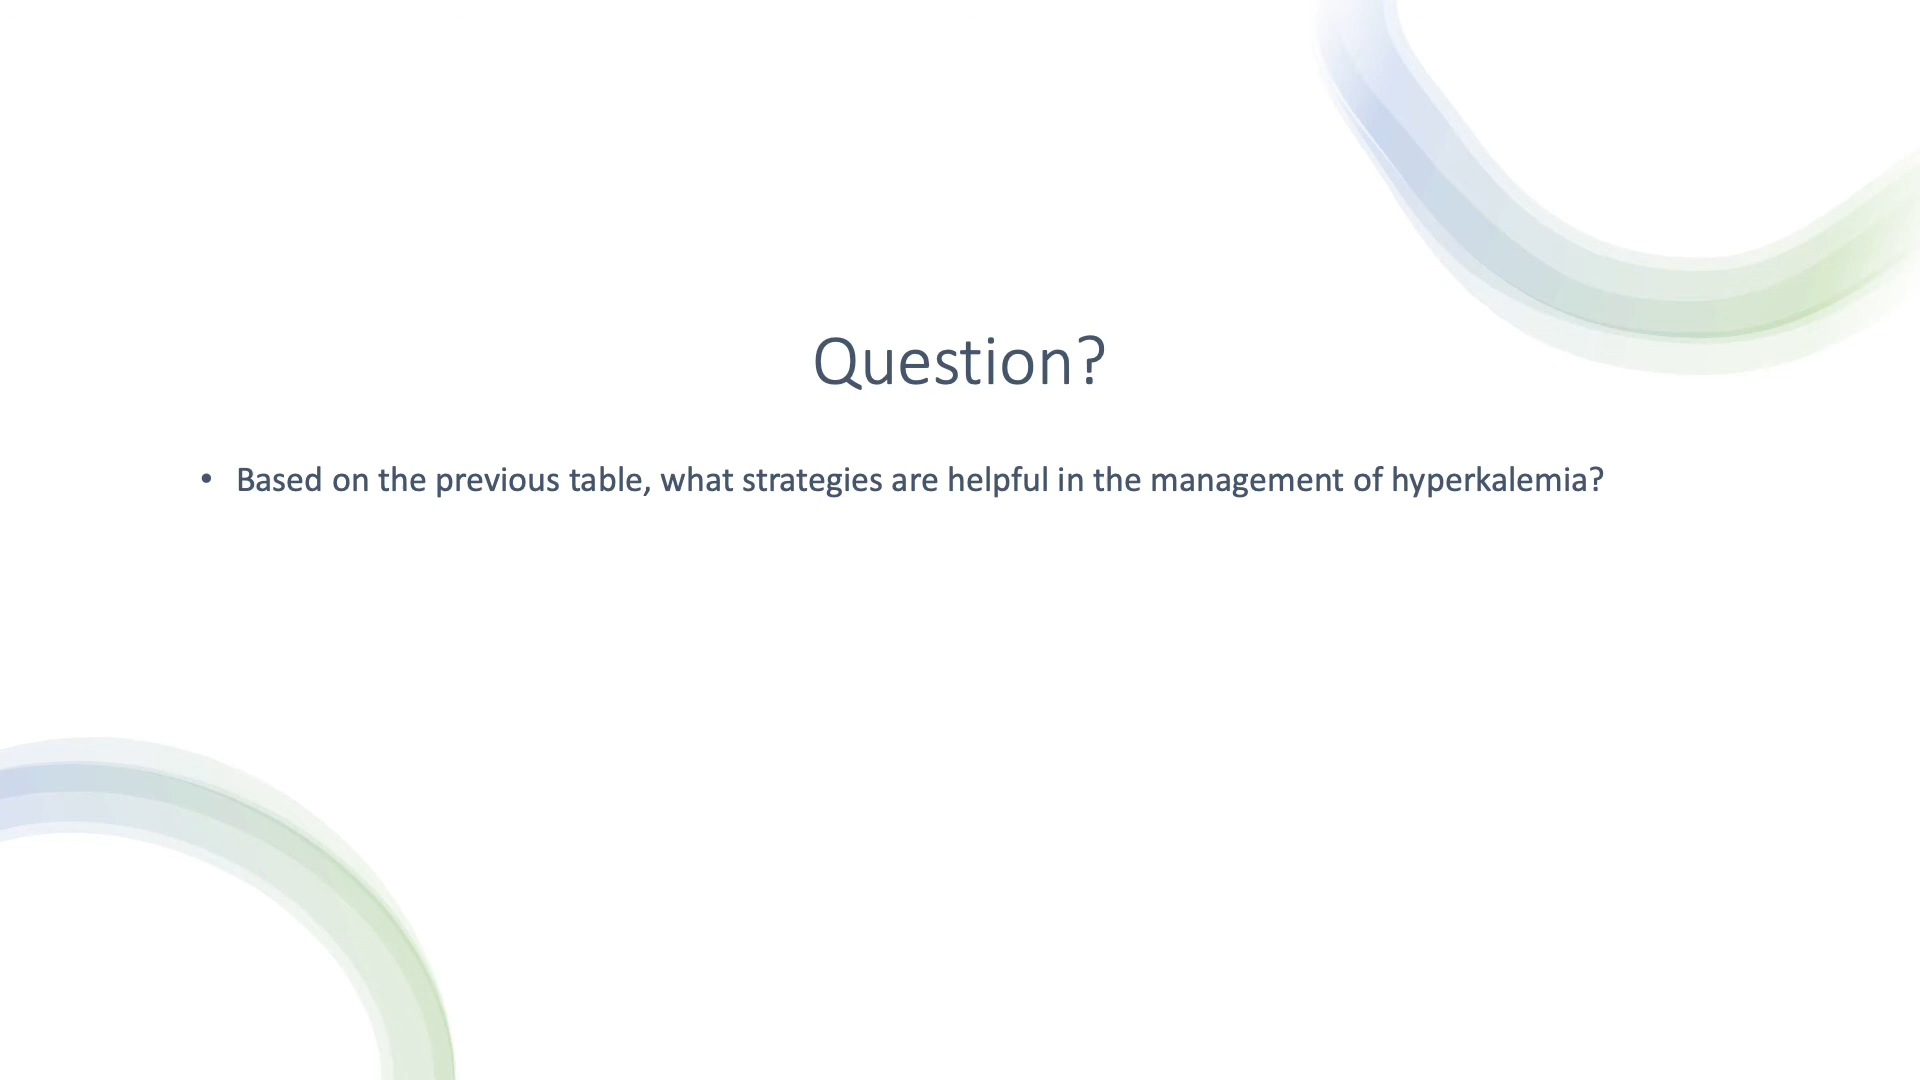 Question?
• Based on the previous table, what strategies are helpful in the management of hyperkalemia?